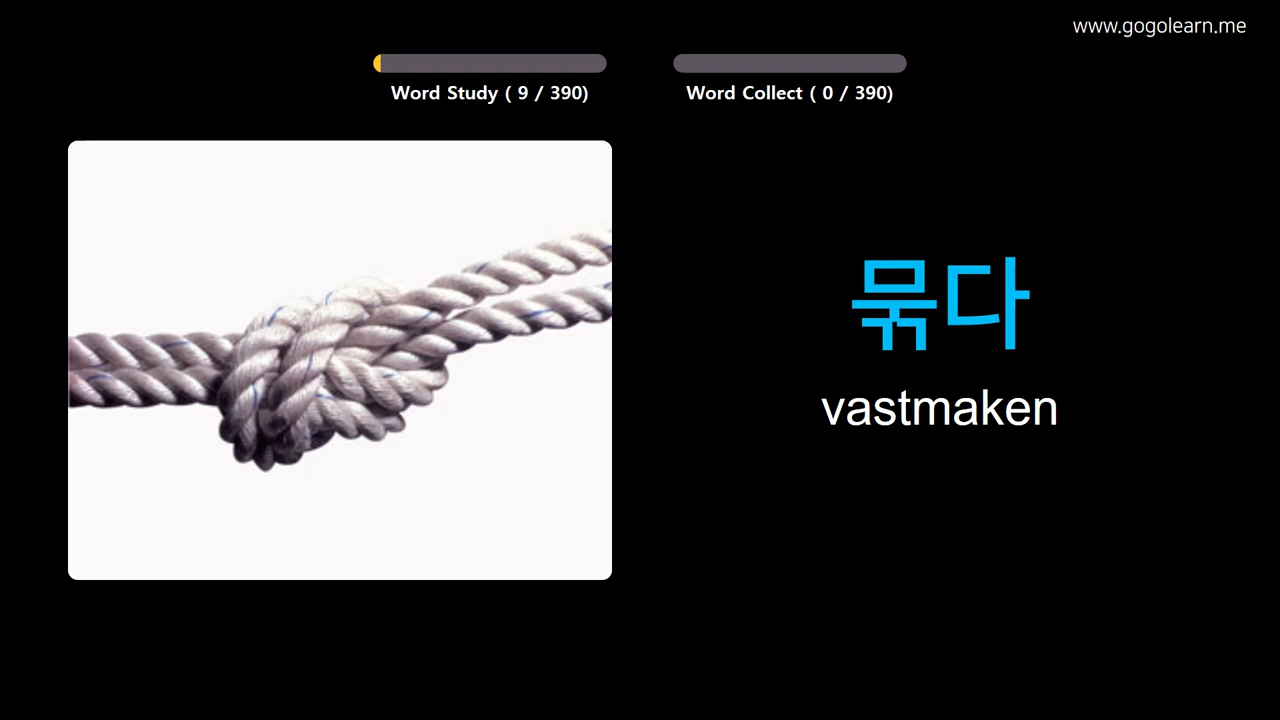 www.gogolearn.me
Word Study ( 9 / 390)
Word Collect ( 0 / 390)
묶다
vastmaken